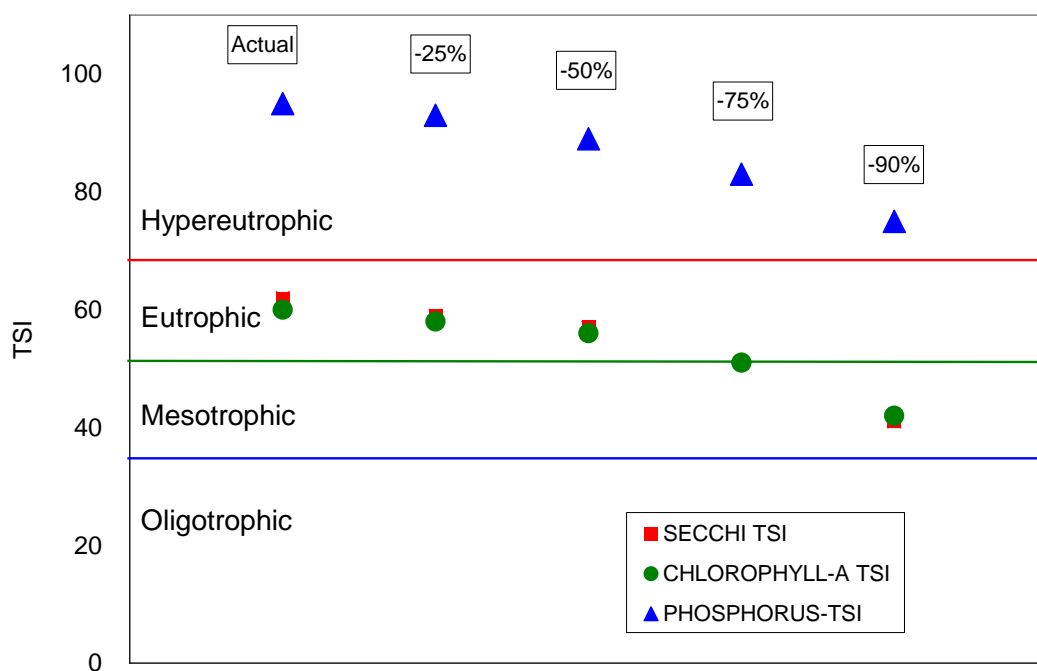 Actual
-25%
-50%
-75%
-90%
100
80
60
40
20
0
TSI
Hypereutrophic
Eutrophic
Mesotrophic
Oligotrophic
SECCHI TSI
CHLOROPHYLL-A TSI
PHOSPHORUS-TSI